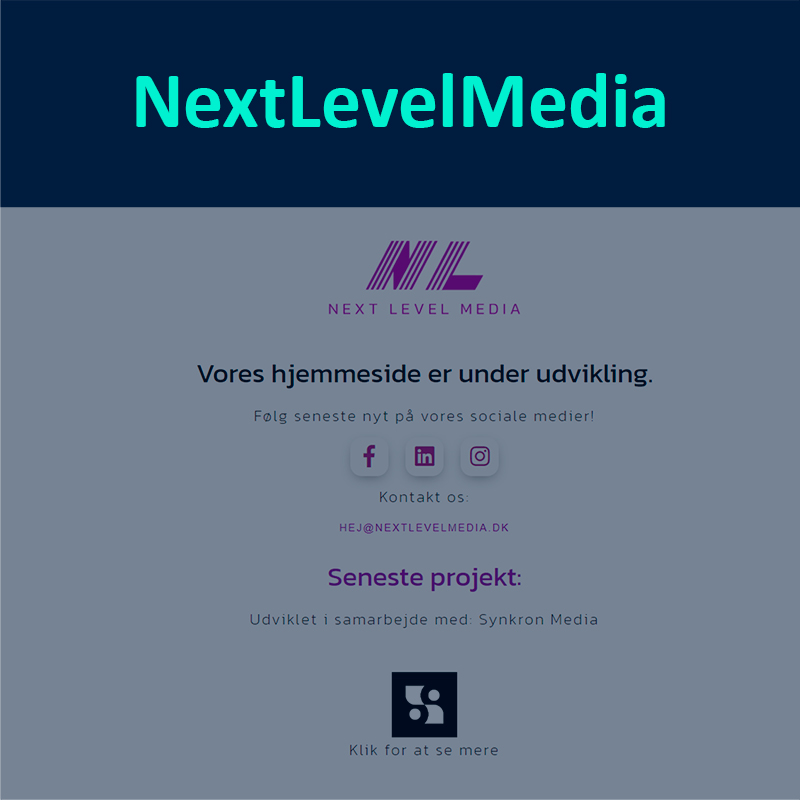 NextLevelMedia
NL
NEXT LEVEL MEDIA
Vores hjemmeside er under udvikling.
Følg seneste nyt på vores sociale medier!
Kontakt os:
HEJ@NEXTLEVELMEDIA.DK
Seneste projekt:
Udviklet i samarbejde med: Synkron Media
Klik for at se mere